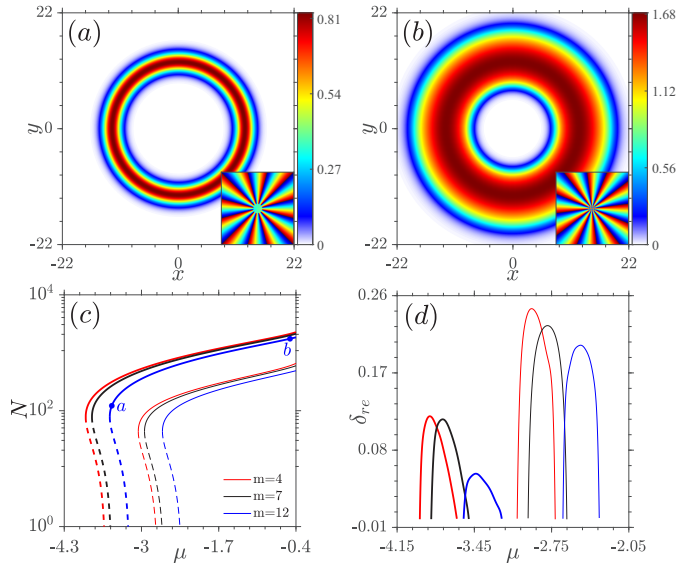 (a)
22
0
-22
y
-22
0
22
x
0.81
0.54
0.27
0
(b)
22
0
-22
y
-22
0
22
x
1.68
1.12
0.56
0
(c)
10^4
10^2
10^0
N
a
b
m=4
m=7
m=12
-4.3
-3
-1.7
-0.4
μ
(d)
0.26
0.17
0.08
-0.01
δ_re
-4.15
-3.45
-2.75
-2.05
μ